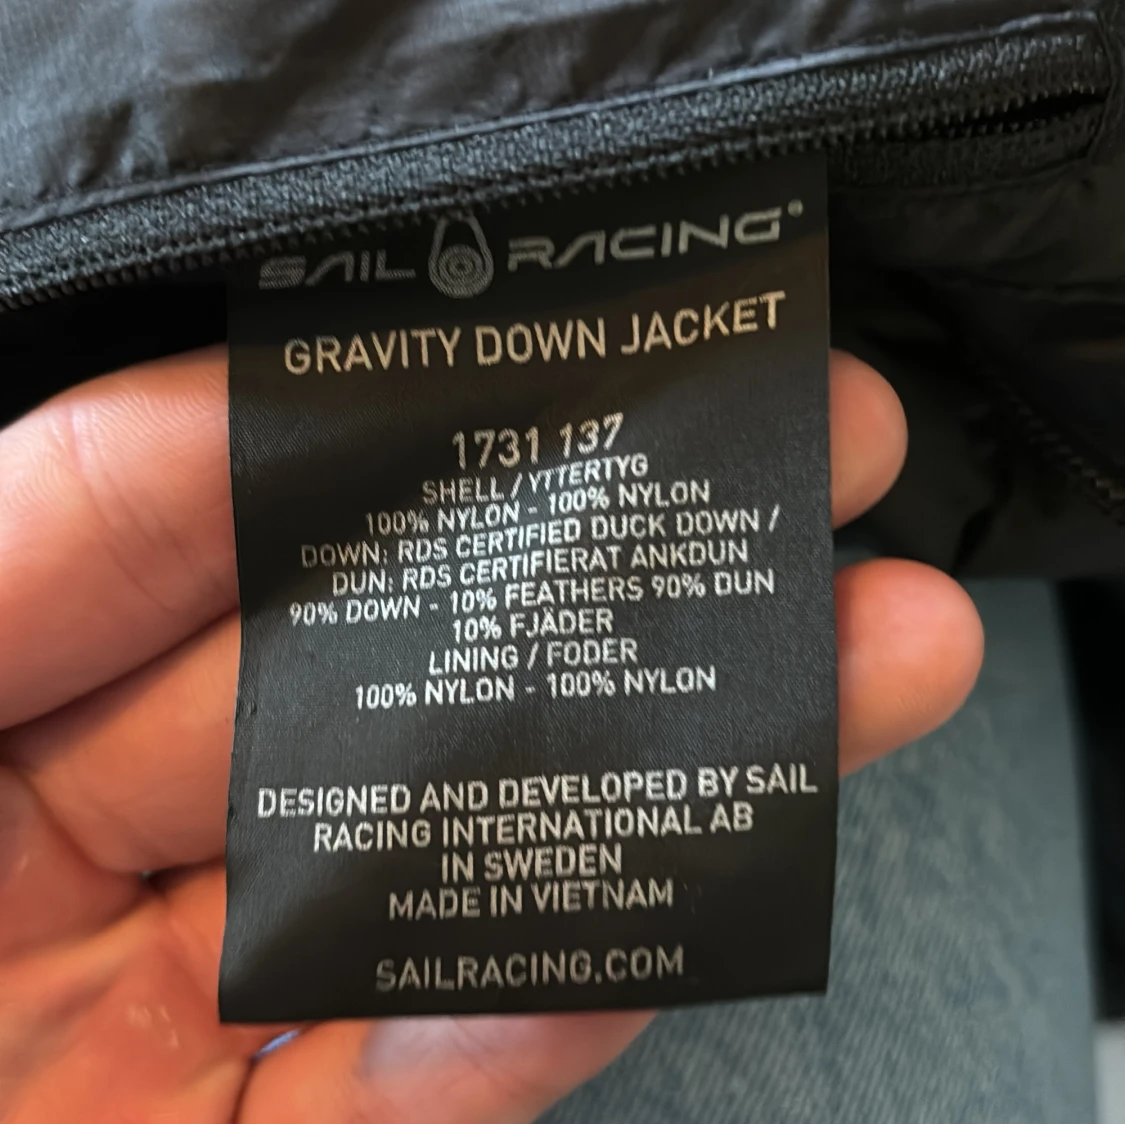 SAIL RACING
GRAVITY DOWN JACKET
1731 137
SHELL / YTTERTYG
100% NYLON - 100% NYLON
DOWN: RDS CERTIFIED DUCK DOWN /
DUN: RDS CERTIFIERAT ANKDUN
90% DOWN - 10% FEATHERS 90% DUN
10% FJÄDER
LINING / FODER
100% NYLON - 100% NYLON
DESIGNED AND DEVELOPED BY SAIL
RACING INTERNATIONAL AB
IN SWEDEN
MADE IN VIETNAM
SAILRACING.COM